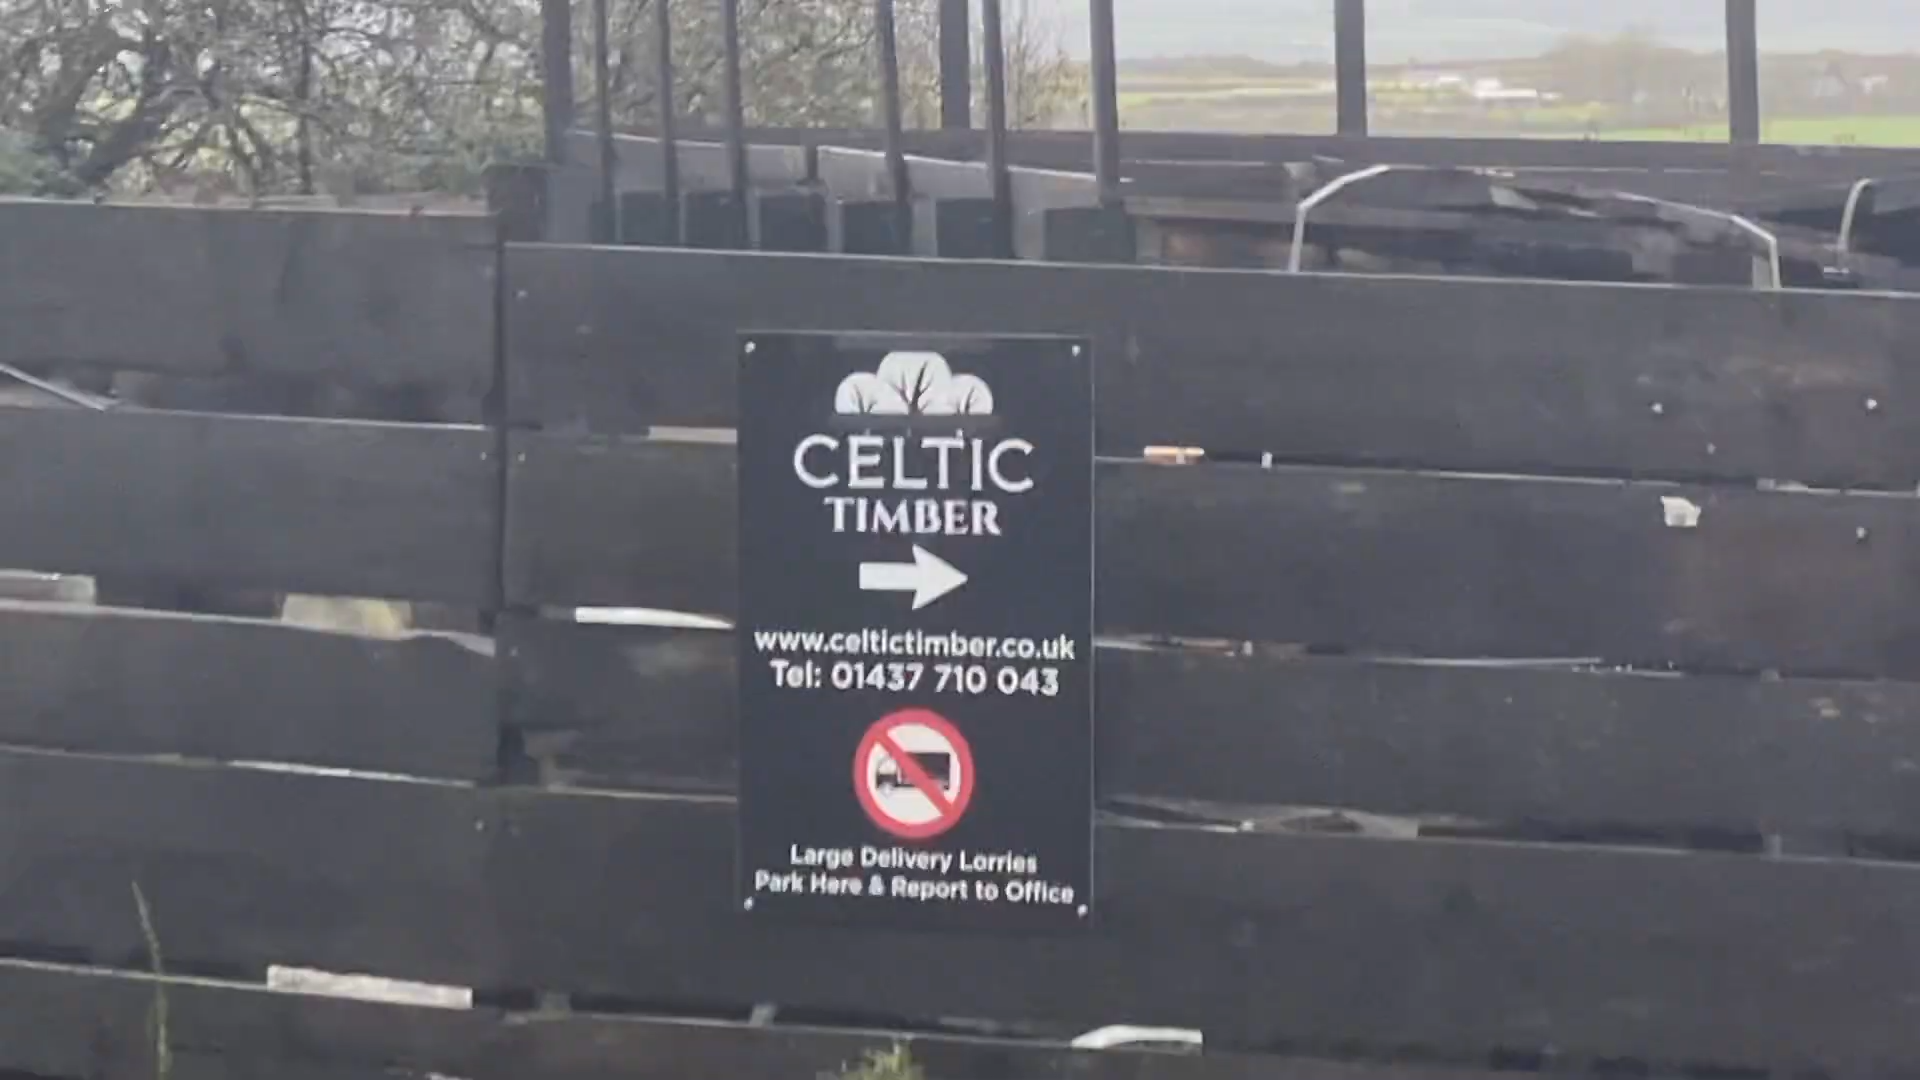 CELTIC
TIMBER
www.celtictimber.co.uk
Tel: 01437 710 043
Large Delivery Lorries
Park Here & Report to Office